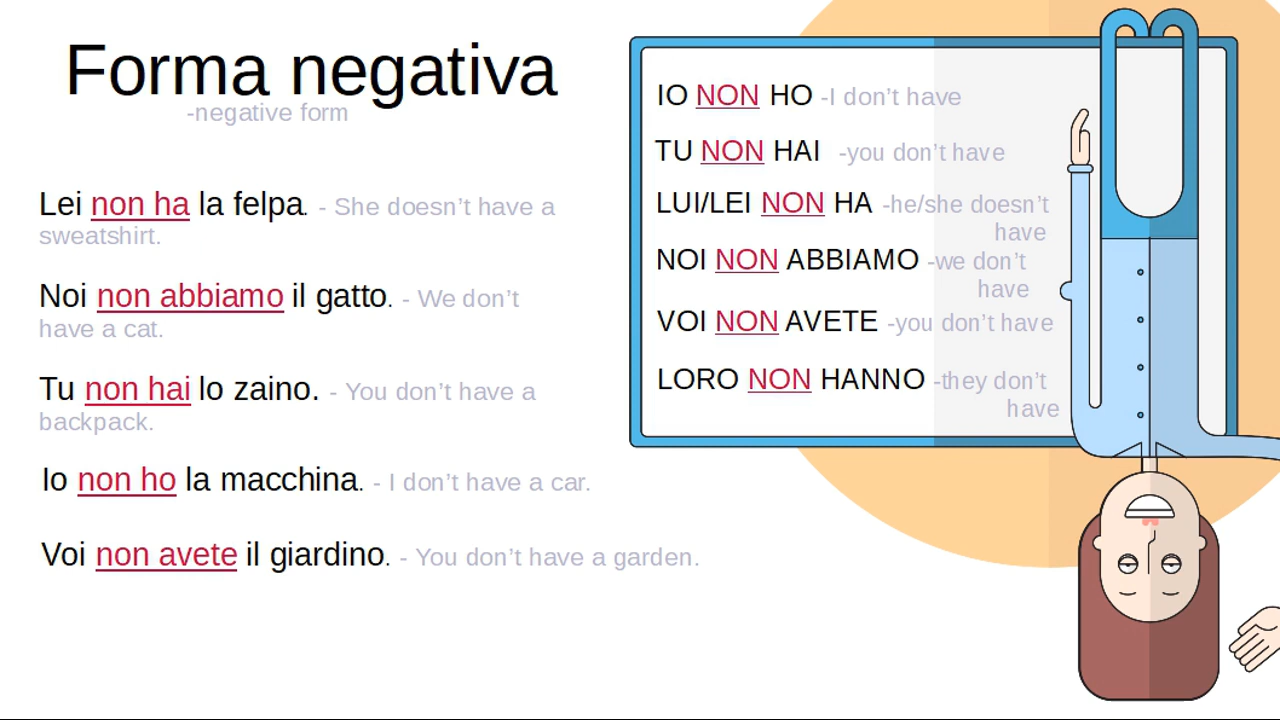 Forma negativa
-negative form
Lei non ha la felpa. - She doesn’t have a
sweatshirt.
Noi non abbiamo il gatto. - We don’t
have a cat.
Tu non hai lo zaino. - You don’t have a
backpack.
Io non ho la macchina. - I don’t have a car.
Voi non avete il giardino. - You don’t have a garden.
IO NON HO -I don’t have
TU NON HAI -you don’t have
LUI/LEI NON HA -he/she doesn’t
have
NOI NON ABBIAMO -we don’t
have
VOI NON AVETE -you don’t have
LORO NON HANNO -they don’t
have